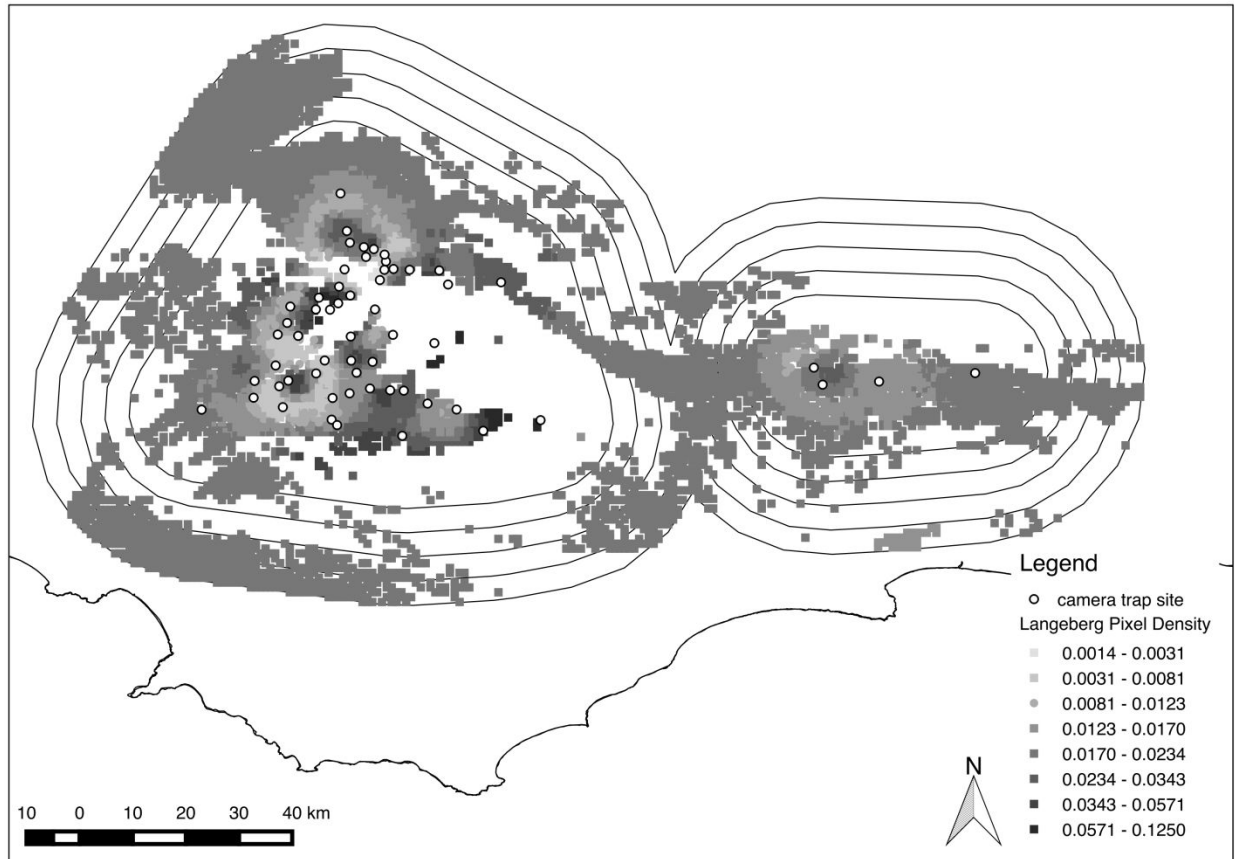 Legend
camera trap site
Langeberg Pixel Density
0.0014 - 0.0031
0.0031 - 0.0081
0.0081 - 0.0123
0.0123 - 0.0170
0.0170 - 0.0234
0.0234 - 0.0343
0.0343 - 0.0571
0.0571 - 0.1250
N
10 0 10 20 30 40 km